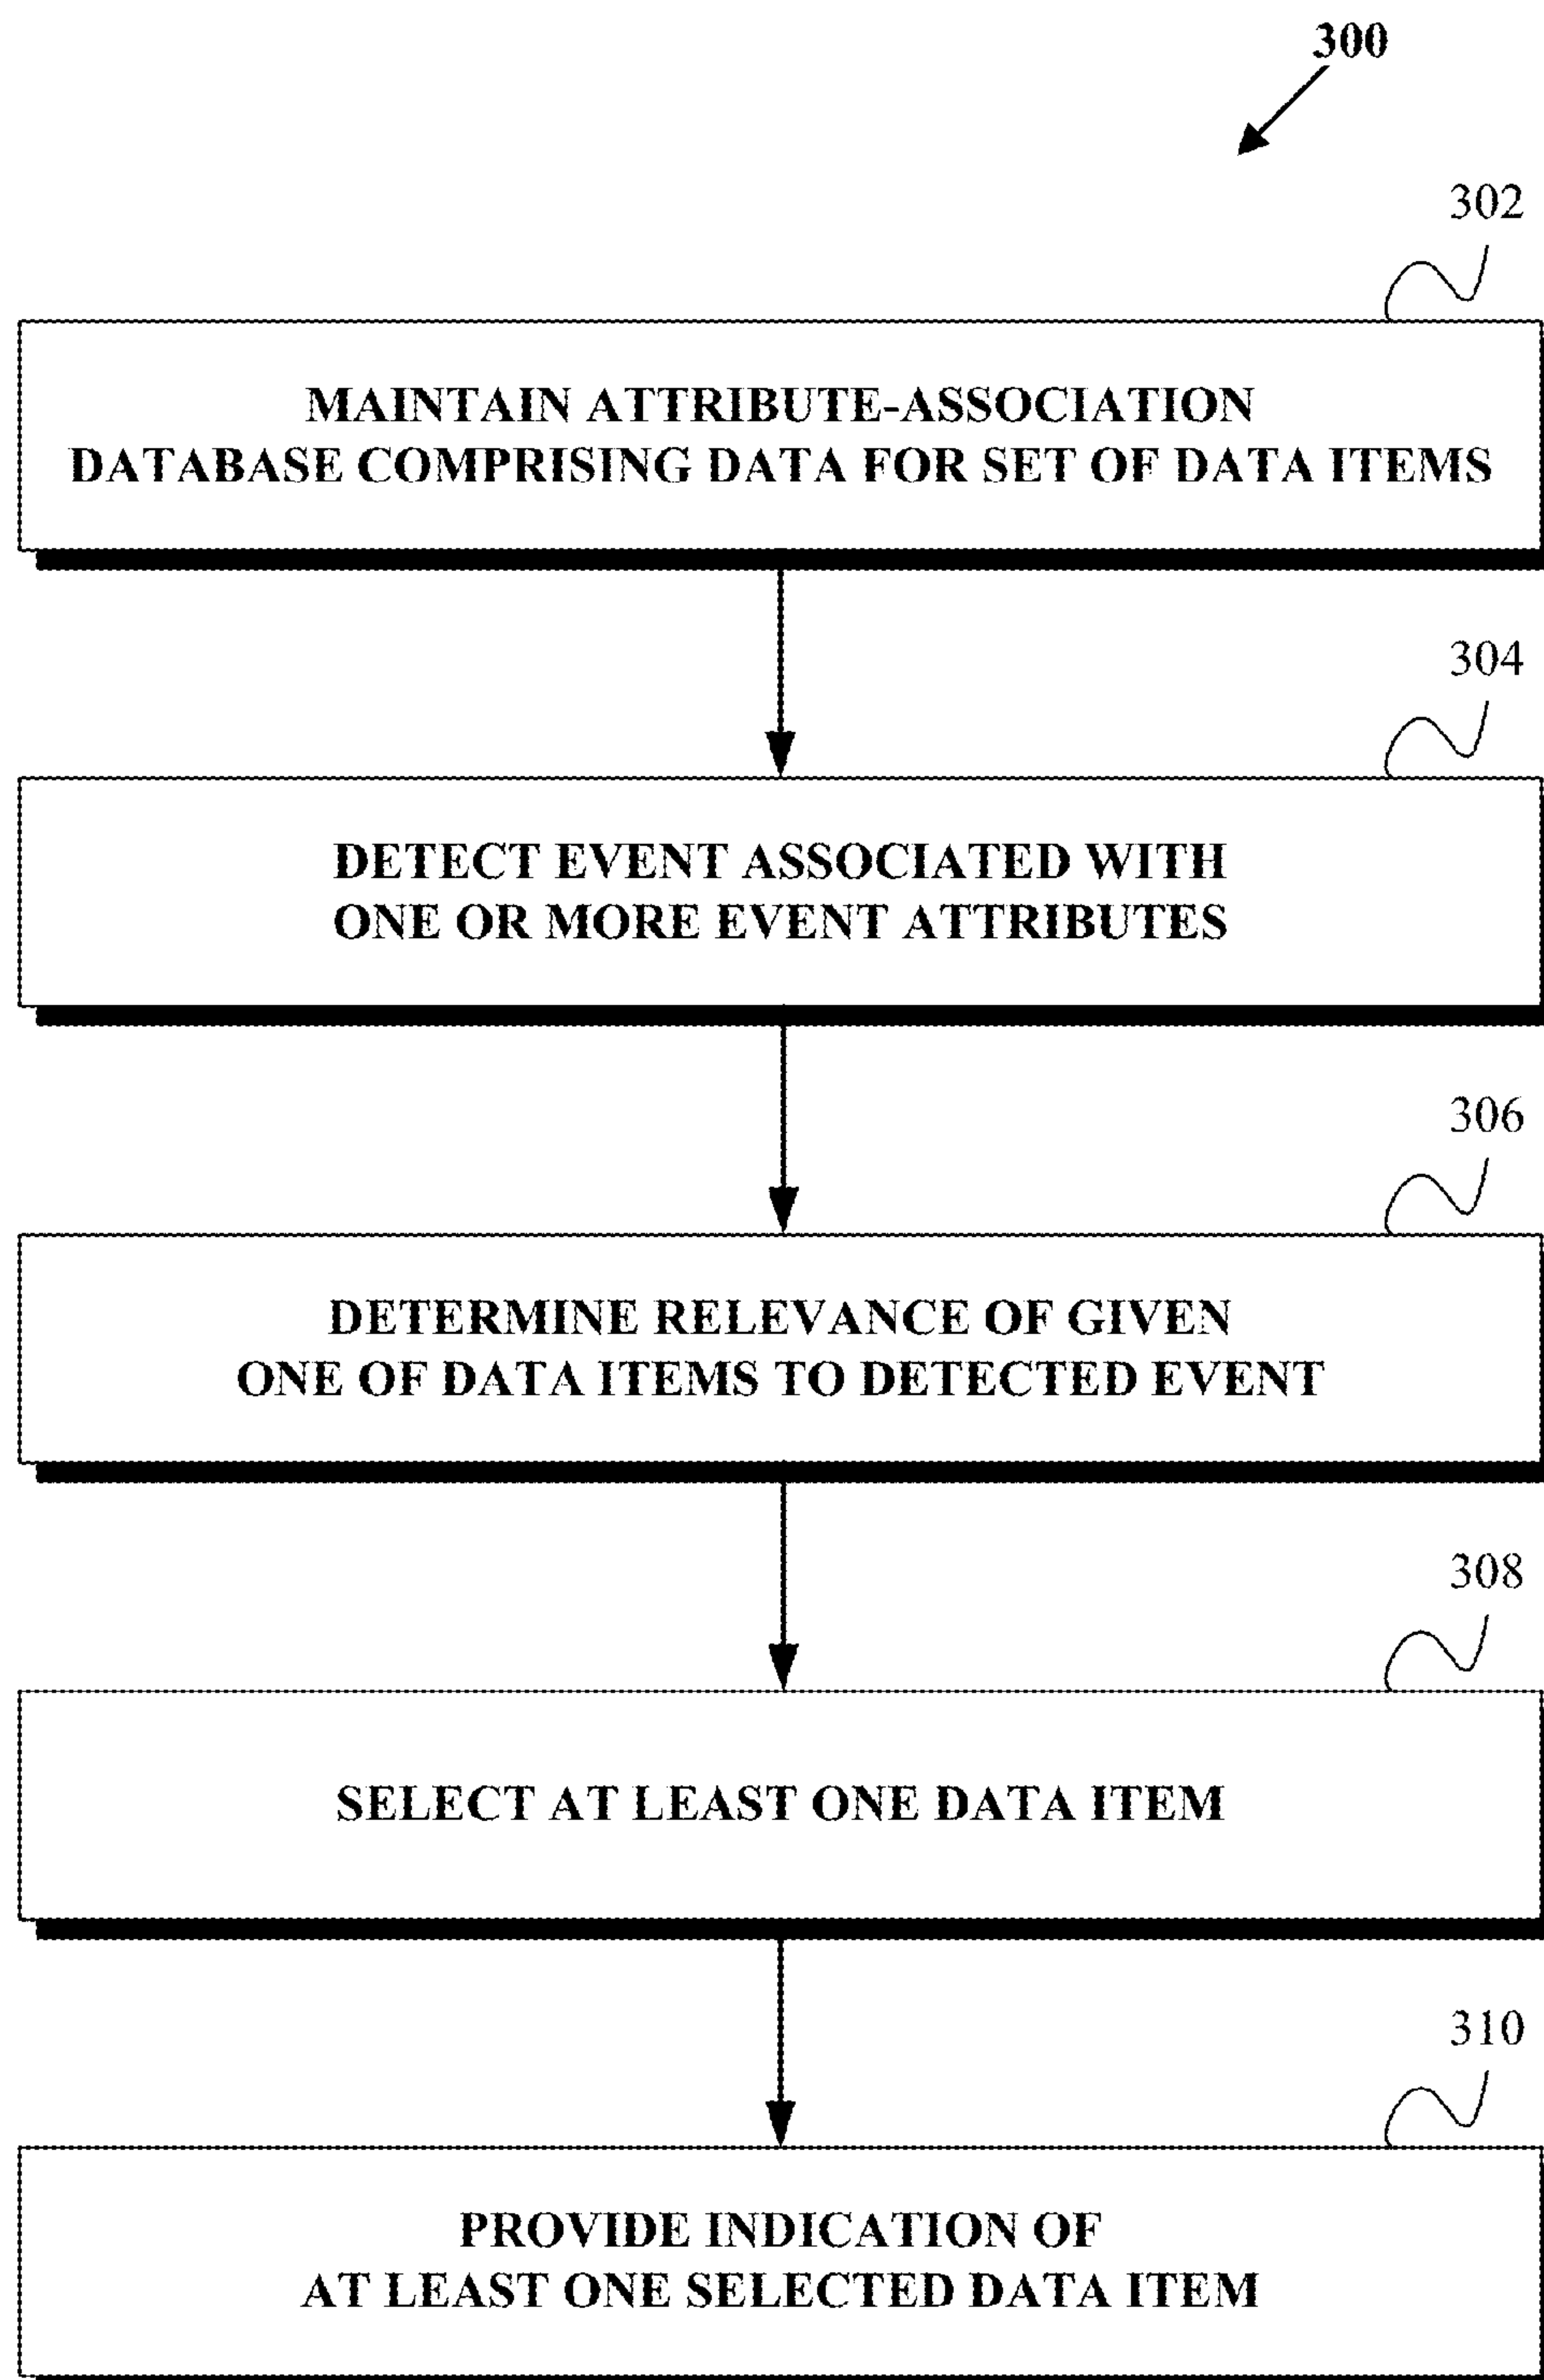 300
302
MAINTAIN ATTRIBUTE-ASSOCIATION
DATABASE COMPRISING DATA FOR SET OF DATA ITEMS
304
DETECT EVENT ASSOCIATED WITH
ONE OR MORE EVENT ATTRIBUTES
306
DETERMINE RELEVANCE OF GIVEN
ONE OF DATA ITEMS TO DETECTED EVENT
308
SELECT AT LEAST ONE DATA ITEM
310
PROVIDE INDICATION OF
AT LEAST ONE SELECTED DATA ITEM